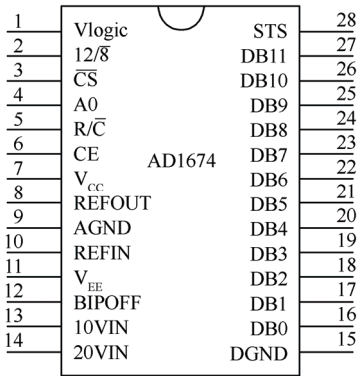 1 Vlogic STS 28
2 12/8̅ DB11 27
3 C̅S̅ DB10 26
4 A0 DB9 25
5 R/C̅ DB8 24
6 CE DB7 23
AD1674
7 V_CC DB6 22
8 REFOUT DB5 21
9 AGND DB4 20
10 REFIN DB3 19
11 V_EE DB2 18
12 BIPOFF DB1 17
13 10VIN DB0 16
14 20VIN DGND 15